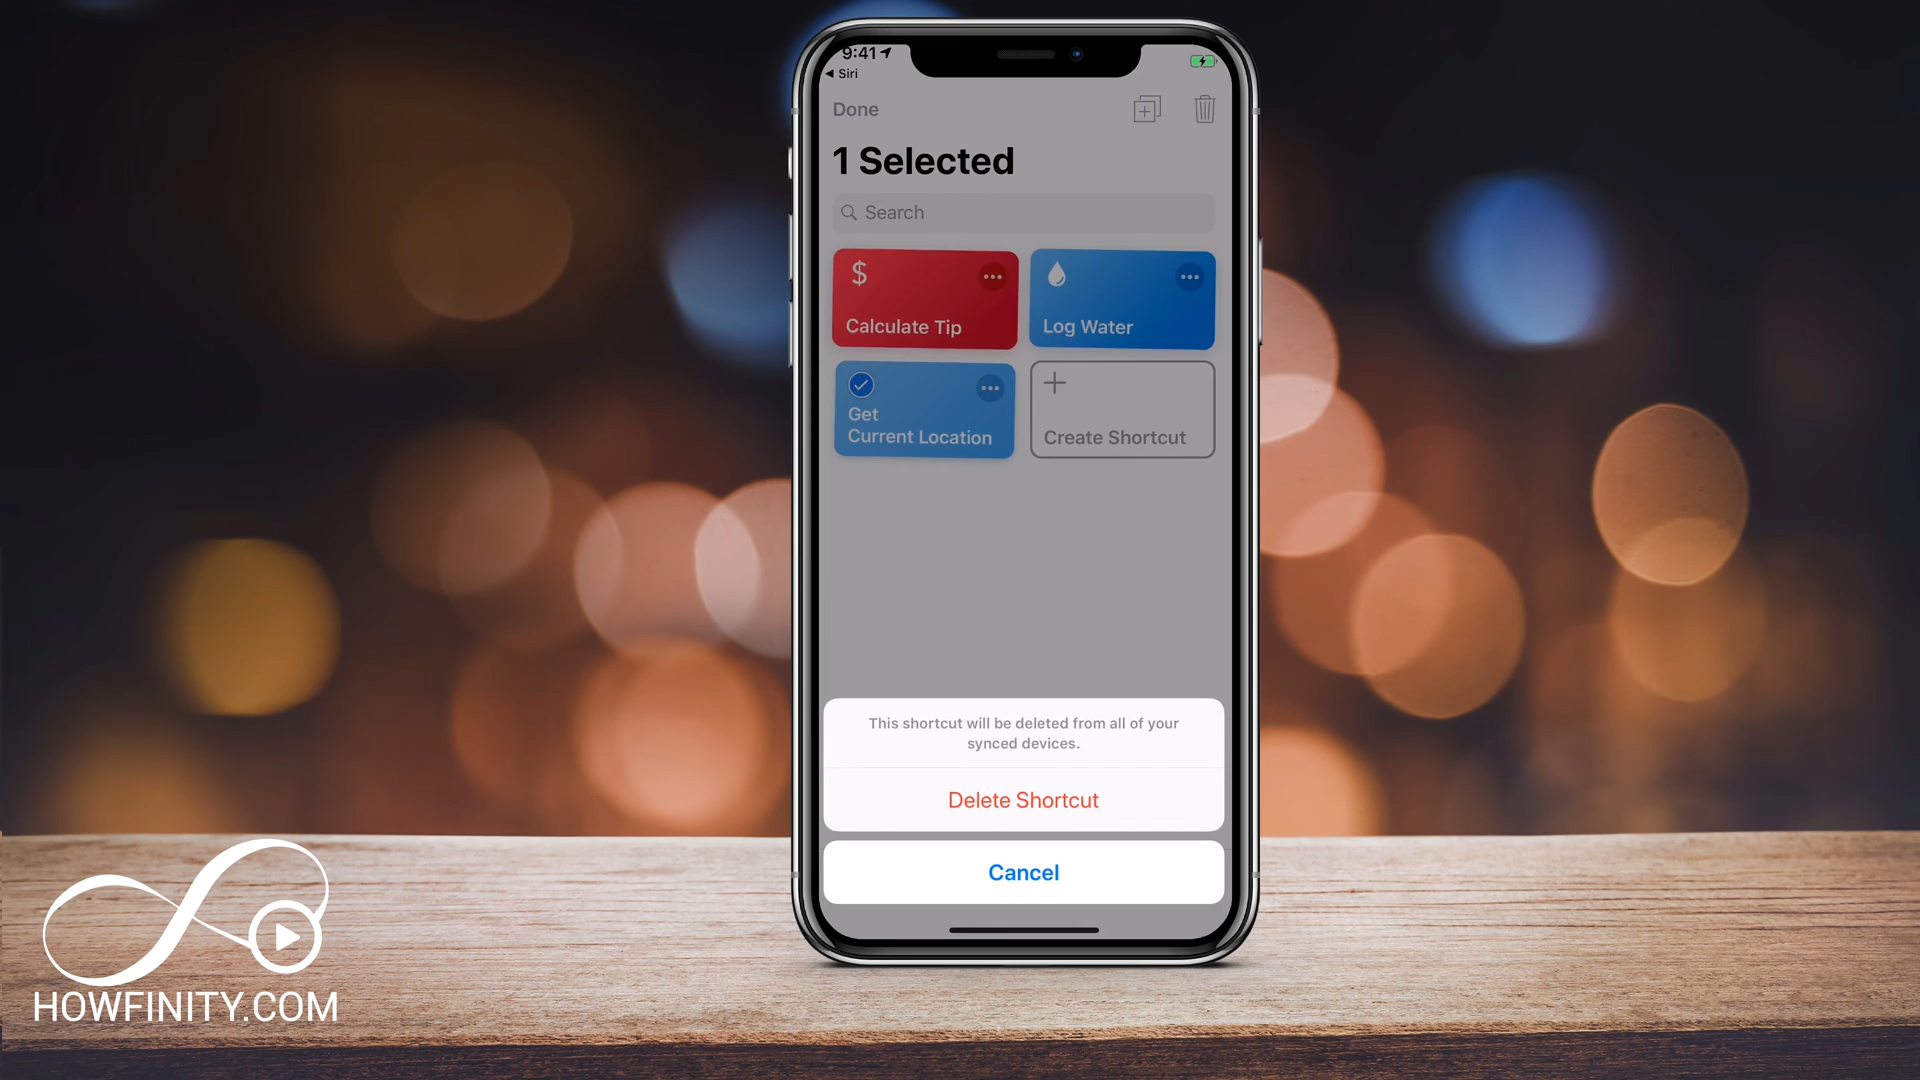 9:41
Siri
Done
1 Selected
Search
$
Calculate Tip
Log Water
Get
Current Location
Create Shortcut
This shortcut will be deleted from all of your
synced devices.
Delete Shortcut
Cancel
HOWFINITY.COM